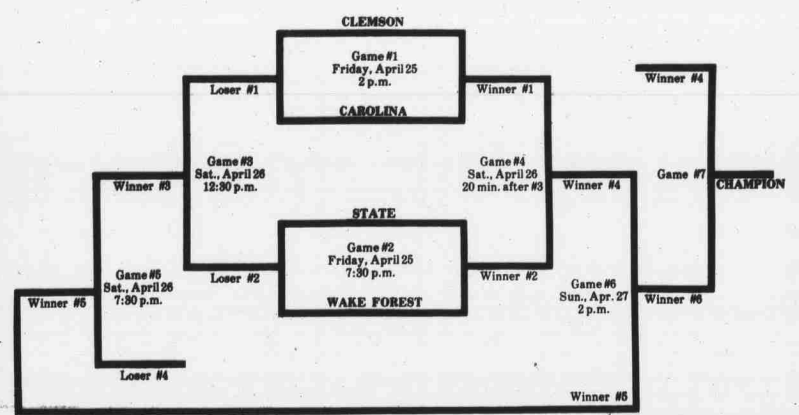 CLEMSON
Game #1
Friday, April 25
2 p.m.
CAROLINA
Loser #1
Winner #1
Winner #4
Game #3
Sat., April 26
12:30 p.m.
Game #4
Sat., April 26
20 min. after #3
Winner #3
Winner #4
Game #7
CHAMPION
STATE
Game #2
Friday, April 25
7:30 p.m.
WAKE FOREST
Loser #2
Winner #2
Game #5
Sat., April 26
7:30 p.m.
Game #6
Sun., Apr. 27
2 p.m.
Winner #5
Winner #6
Loser #4
Winner #5